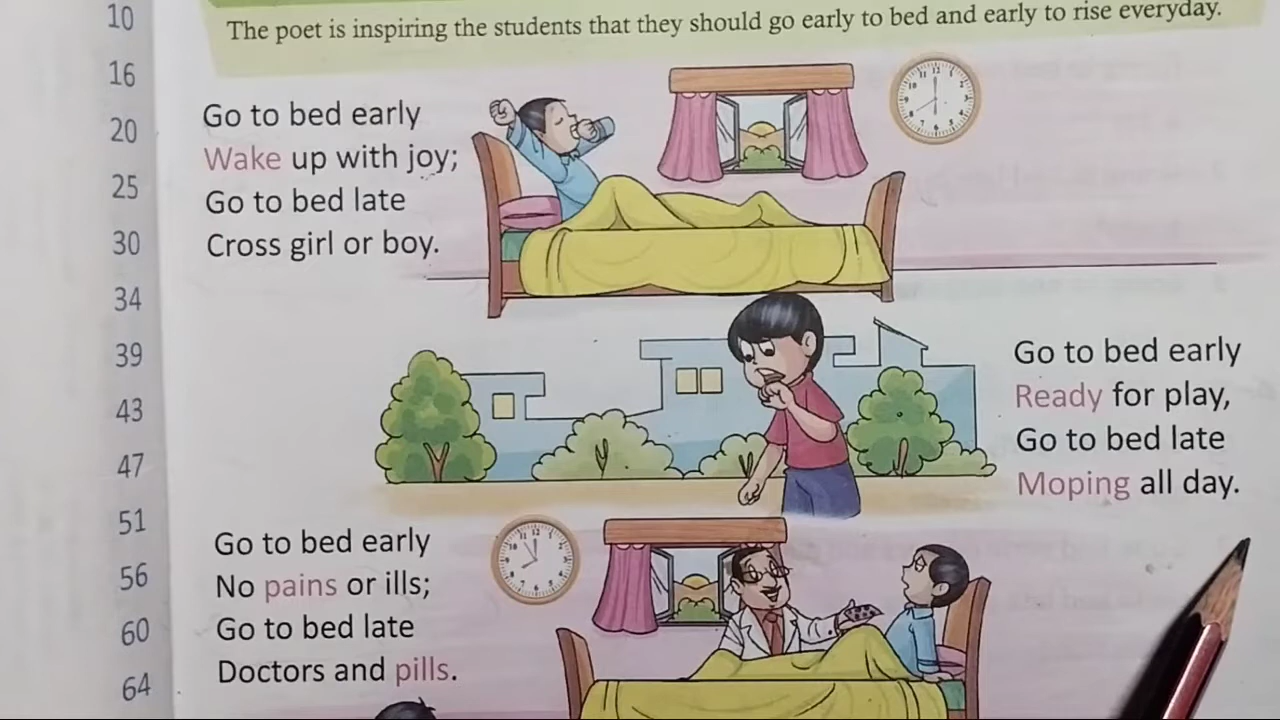 The poet is inspiring the students that they should go early to bed and early to rise everyday.
10
16
Go to bed early
20
Wake up with joy;
25
Go to bed late
30
Cross girl or boy.
34
39
Go to bed early
43
Ready for play,
Go to bed late
47
Moping all day.
51
Go to bed early
56
No pains or ills;
60
Go to bed late
64
Doctors and pills.